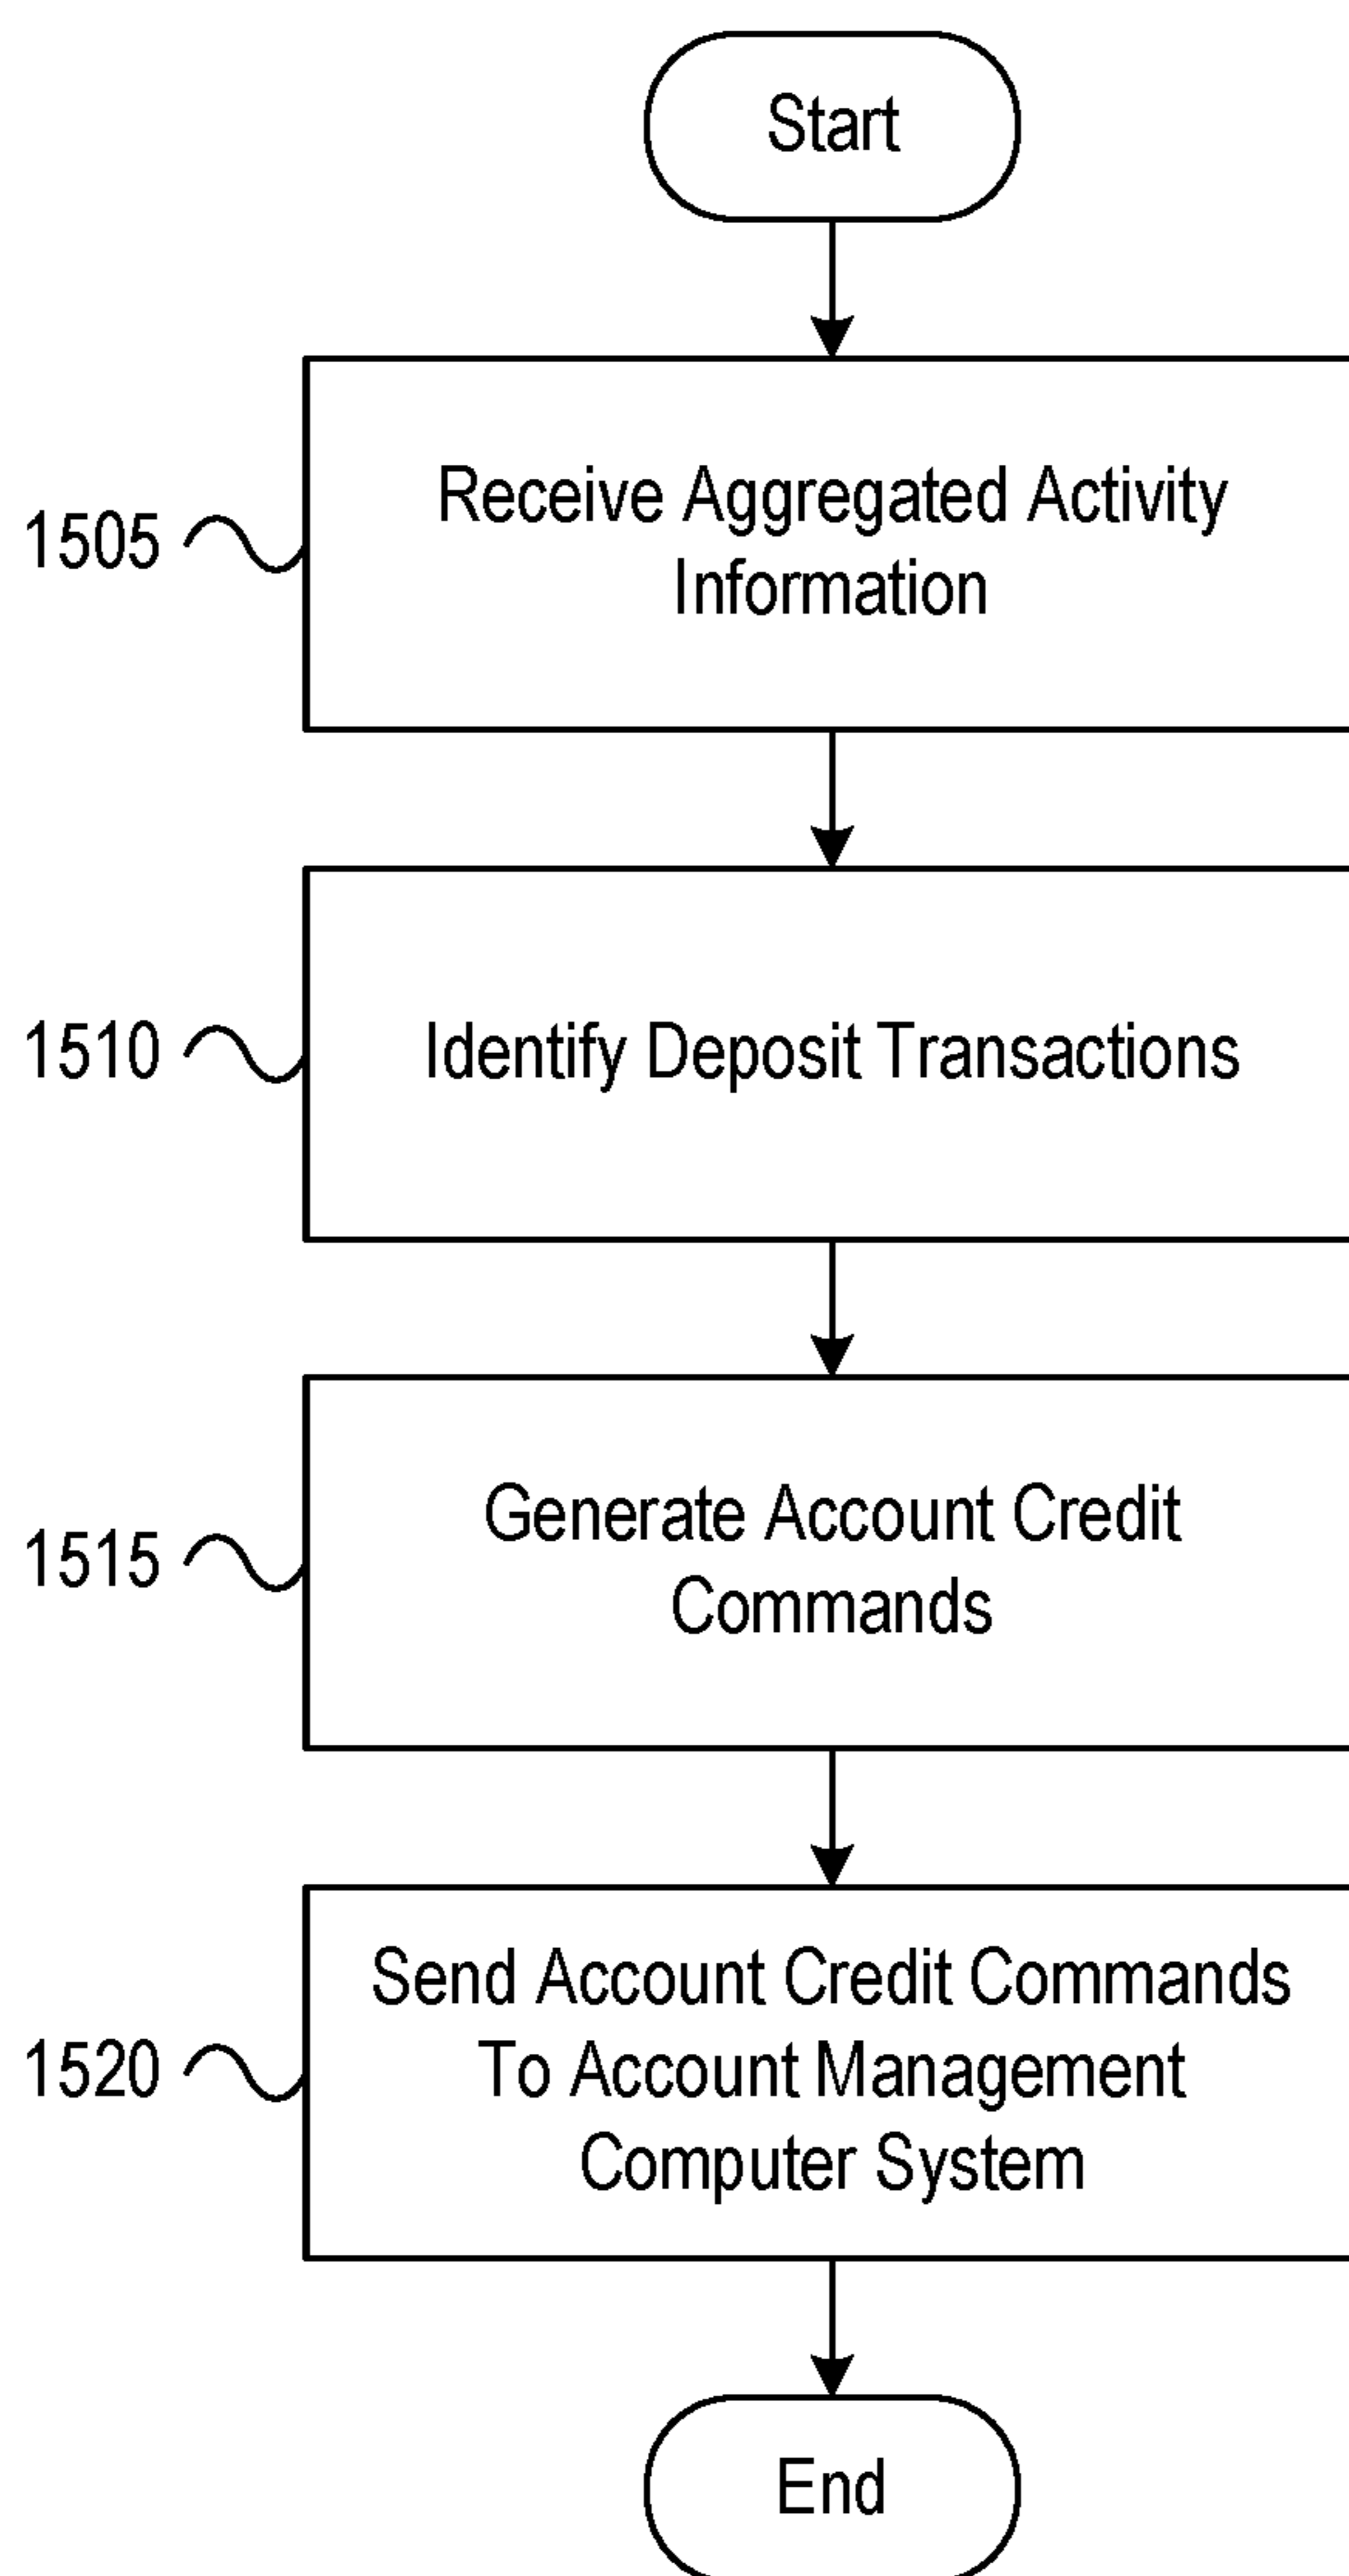 Start
1505
Receive Aggregated Activity
Information
1510
Identify Deposit Transactions
1515
Generate Account Credit
Commands
1520
Send Account Credit Commands
To Account Management
Computer System
End